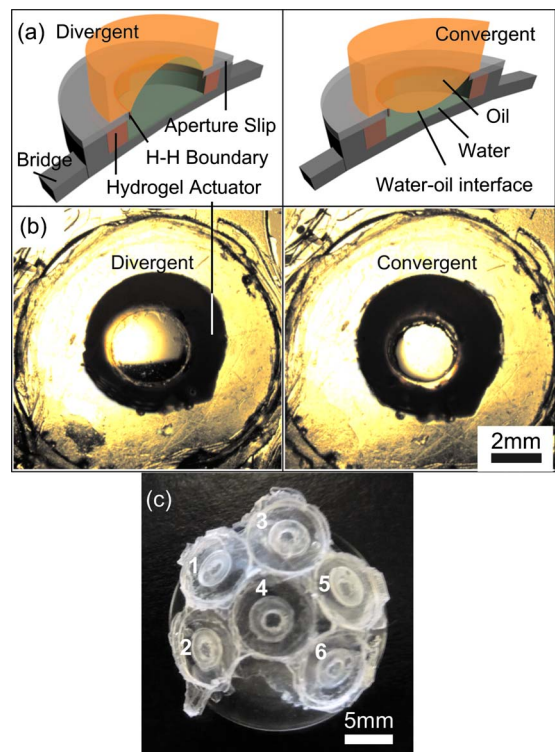 (a)
Divergent
Convergent
Aperture Slip
Oil
Bridge
H-H Boundary
Water
Hydrogel Actuator
Water-oil interface
(b)
Divergent
Convergent
2mm
(c)
3
1
4
5
2
6
5mm